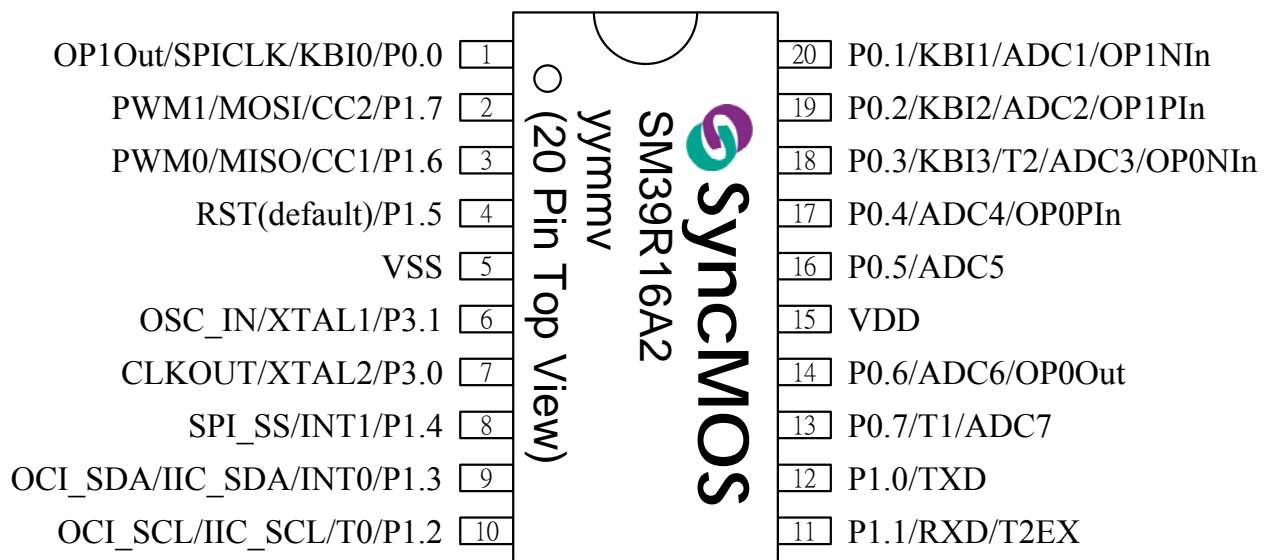 OP1Out/SPICLK/KBI0/P0.0 1
PWM1/MOSI/CC2/P1.7 2
PWM0/MISO/CC1/P1.6 3
RST(default)/P1.5 4
VSS 5
OSC_IN/XTAL1/P3.1 6
CLKOUT/XTAL2/P3.0 7
SPI_SS/INT1/P1.4 8
OCI_SDA/IIC_SDA/INT0/P1.3 9
OCI_SCL/IIC_SCL/T0/P1.2 10
SyncMOS
SM39R16A2
yymmv
(20 Pin Top View)
20 P0.1/KBI1/ADC1/OP1NIn
19 P0.2/KBI2/ADC2/OP1PIn
18 P0.3/KBI3/T2/ADC3/OP0NIn
17 P0.4/ADC4/OP0PIn
16 P0.5/ADC5
15 VDD
14 P0.6/ADC6/OP0Out
13 P0.7/T1/ADC7
12 P1.0/TXD
11 P1.1/RXD/T2EX